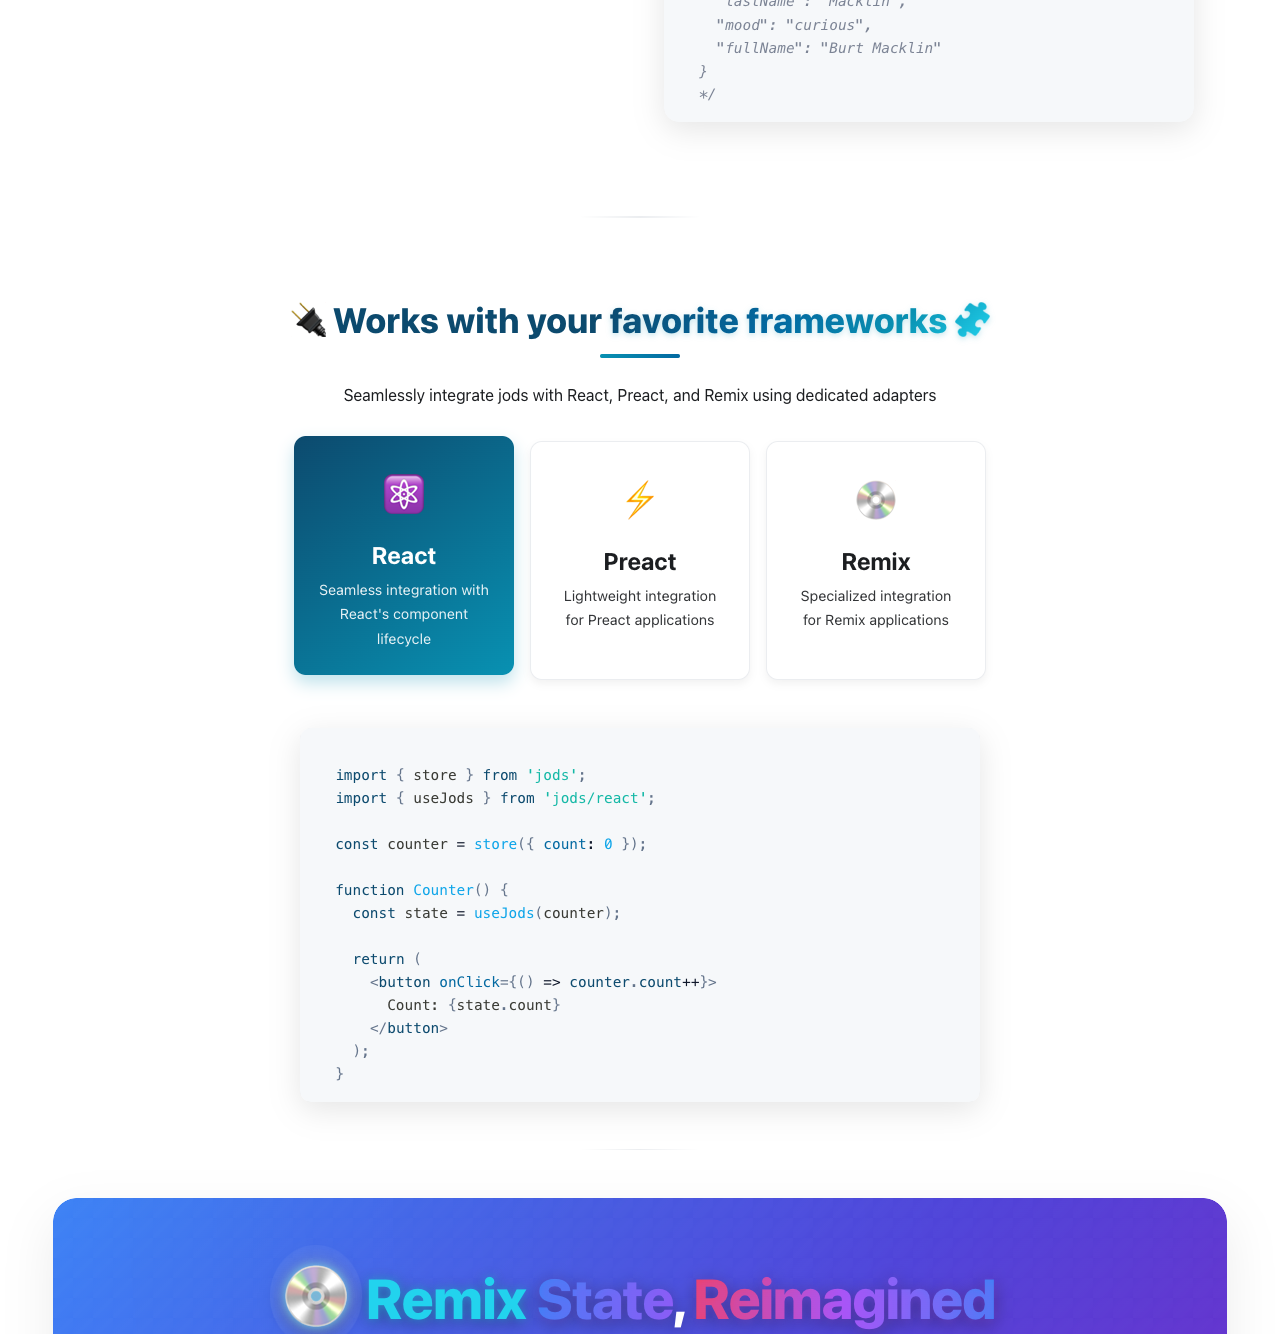 "lastName": "Macklin",
"mood": "curious",
"fullName": "Burt Macklin"
}
*/
Works with your favorite frameworks
Seamlessly integrate jods with React, Preact, and Remix using dedicated adapters
React
Seamless integration with
React's component
lifecycle
Preact
Lightweight integration
for Preact applications
Remix
Specialized integration
for Remix applications
import { store } from 'jods';
import { useJods } from 'jods/react';
const counter = store({ count: 0 });
function Counter() {
const state = useJods(counter);
return (
<button onClick={() => counter.count++}>
Count: {state.count}
</button>
);
}
Remix State, Reimagined